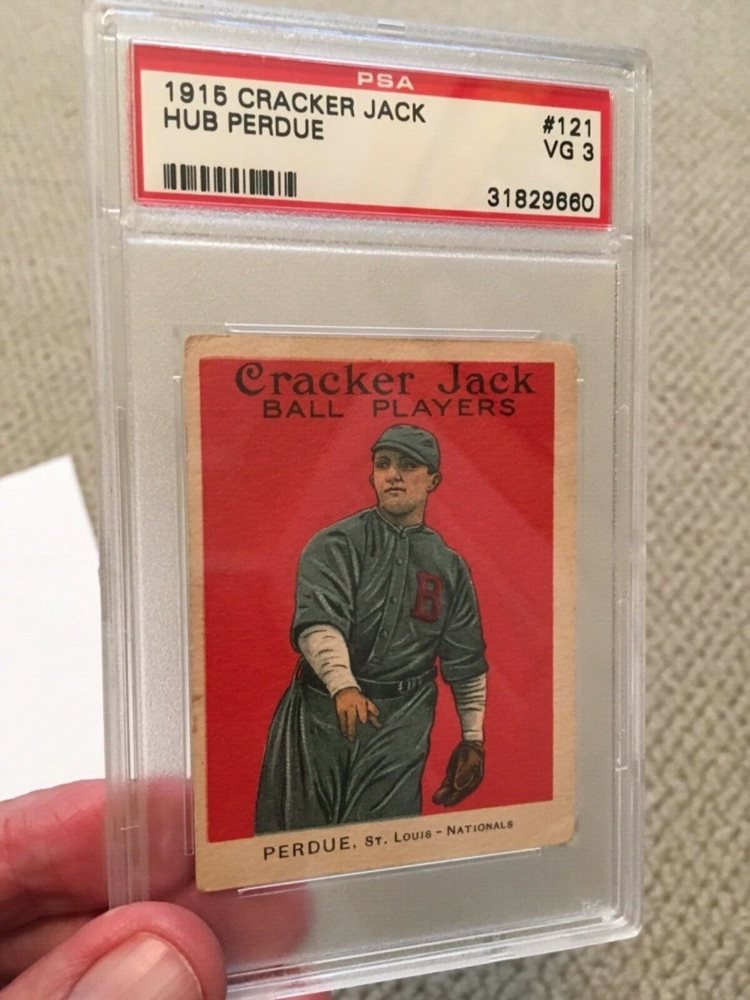 PSA
1915 CRACKER JACK
HUB PERDUE
#121
VG 3
31829660
Cracker Jack
BALL PLAYERS
B
PERDUE, ST. LOUIS - NATIONALS